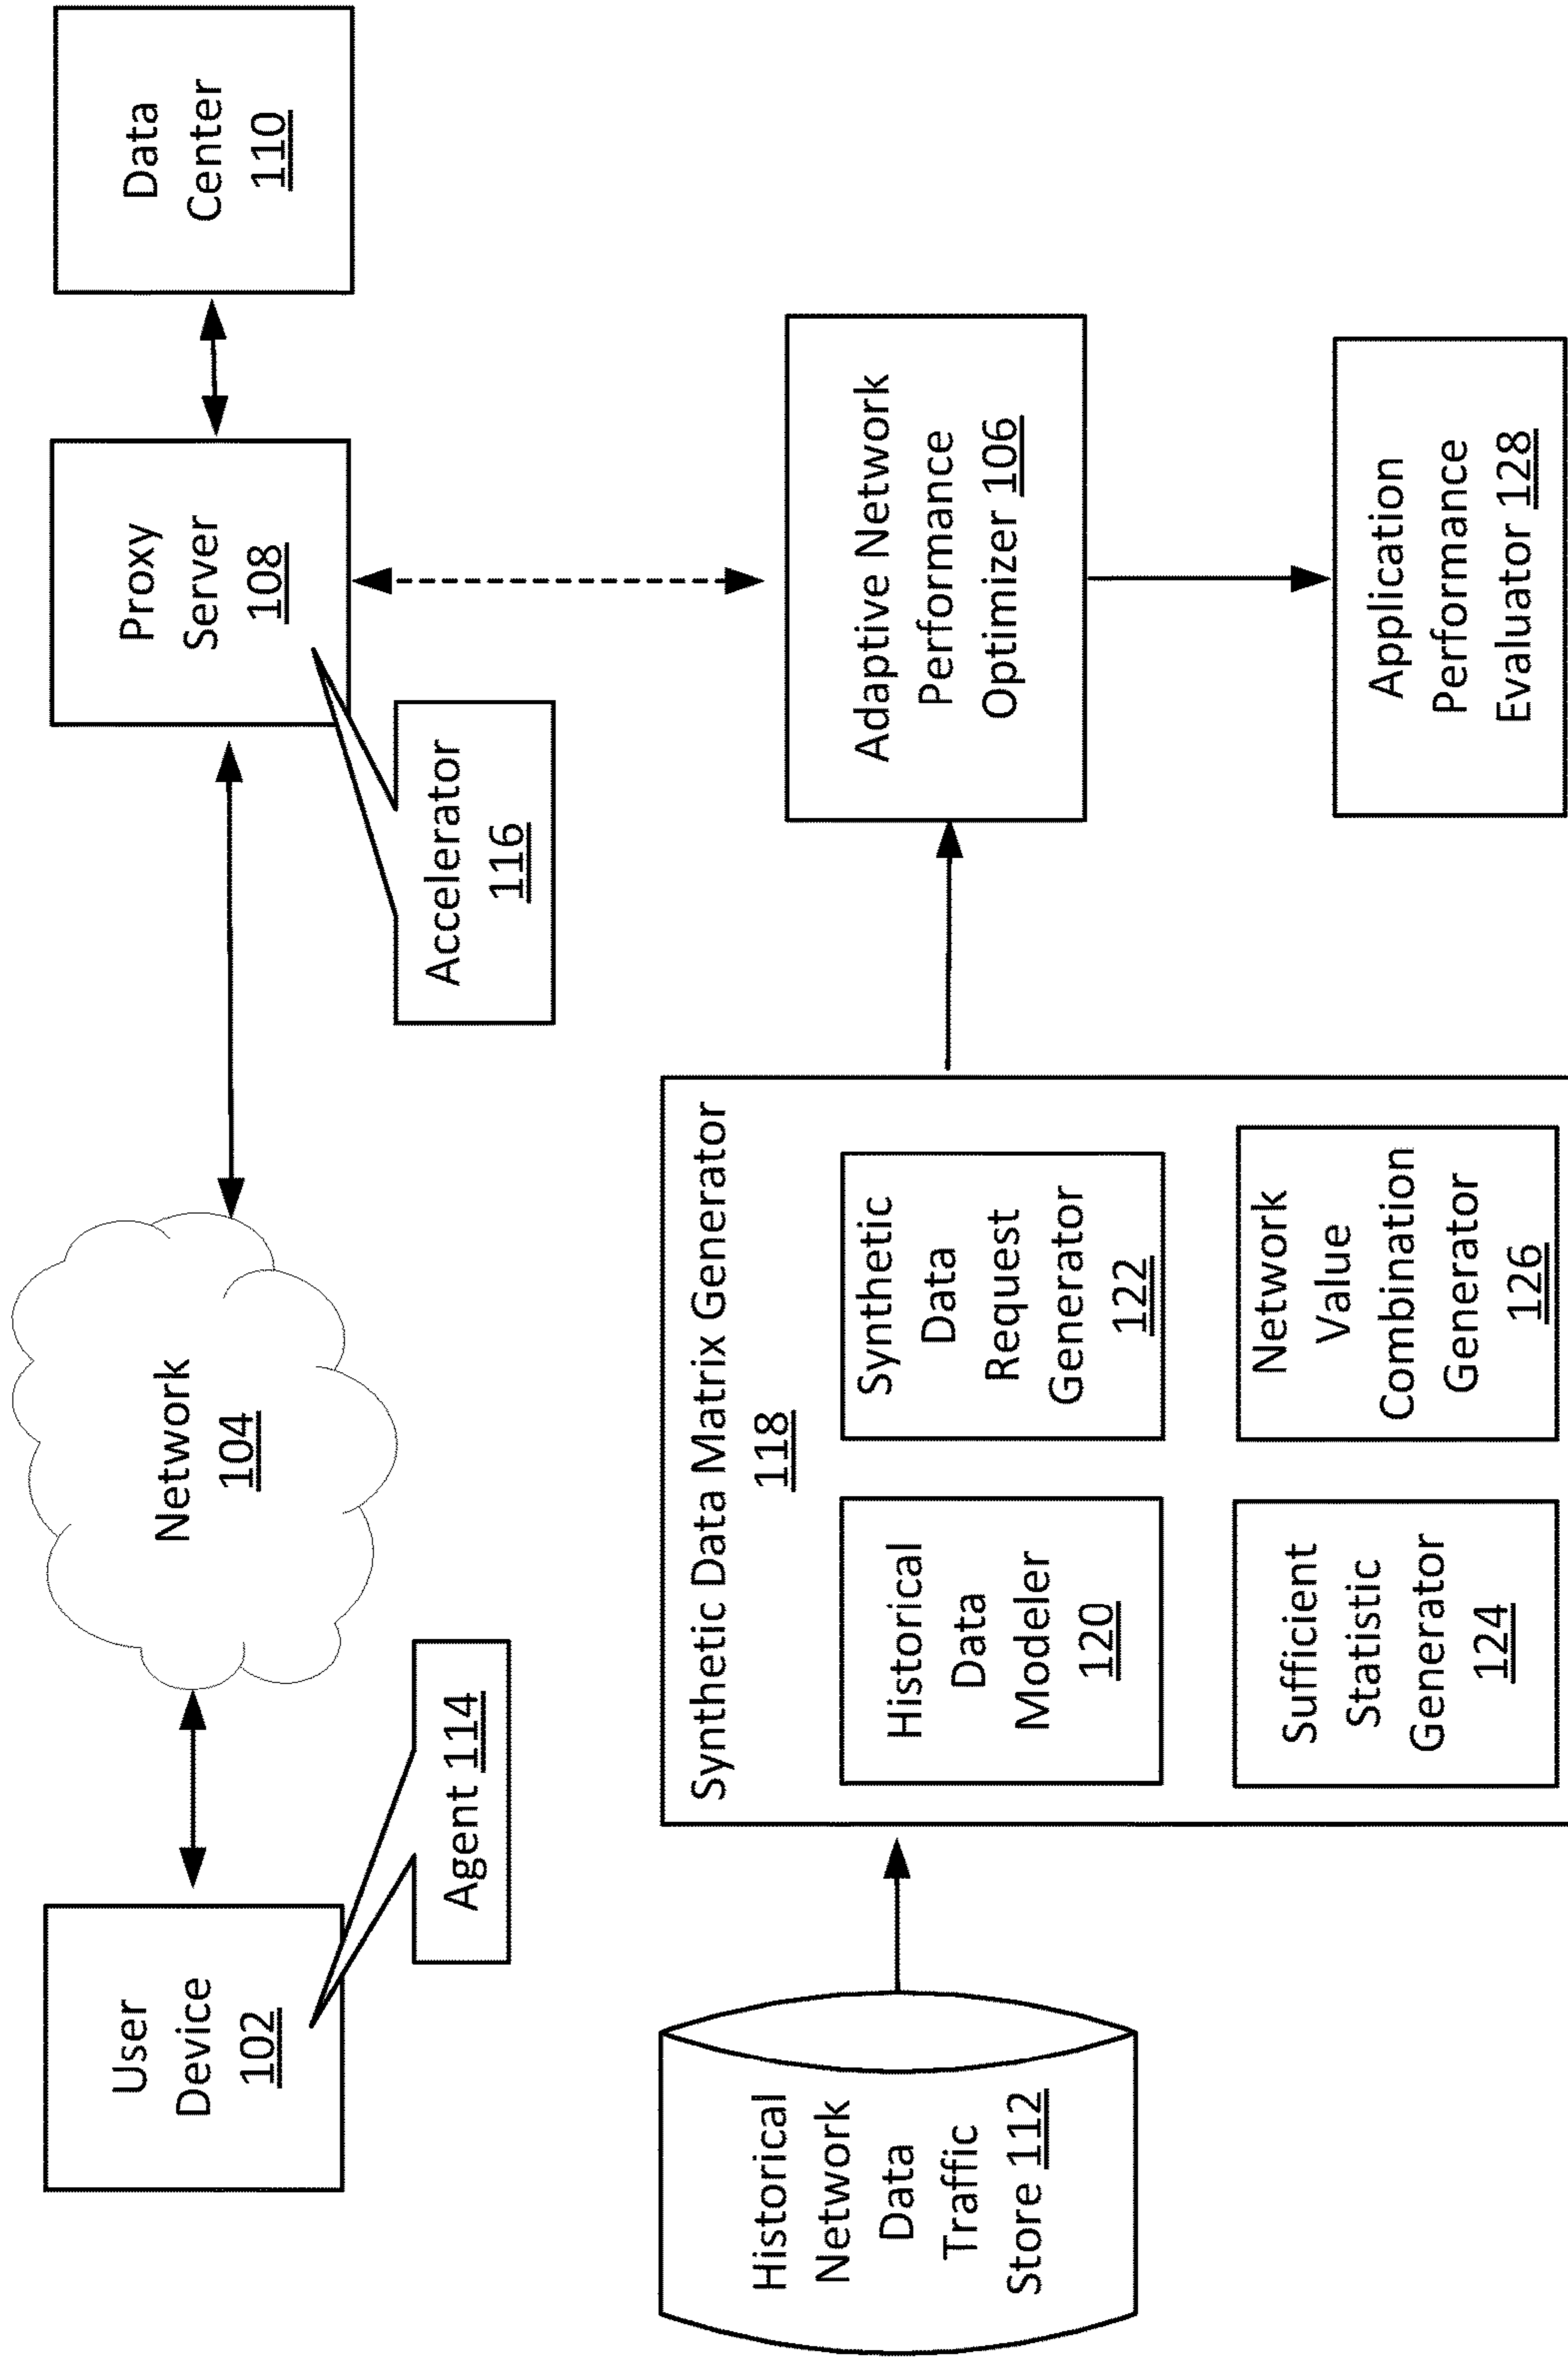 User
Device
102
Agent 114
Network
104
Proxy
Server
108
Accelerator
116
Data
Center
110
Historical
Network
Data
Traffic
Store 112
Synthetic Data Matrix Generator
118
Historical
Data
Modeler
120
Synthetic
Data
Request
Generator
122
Sufficient
Statistic
Generator
124
Network
Value
Combination
Generator
126
Adaptive Network
Performance
Optimizer 106
Application
Performance
Evaluator 128